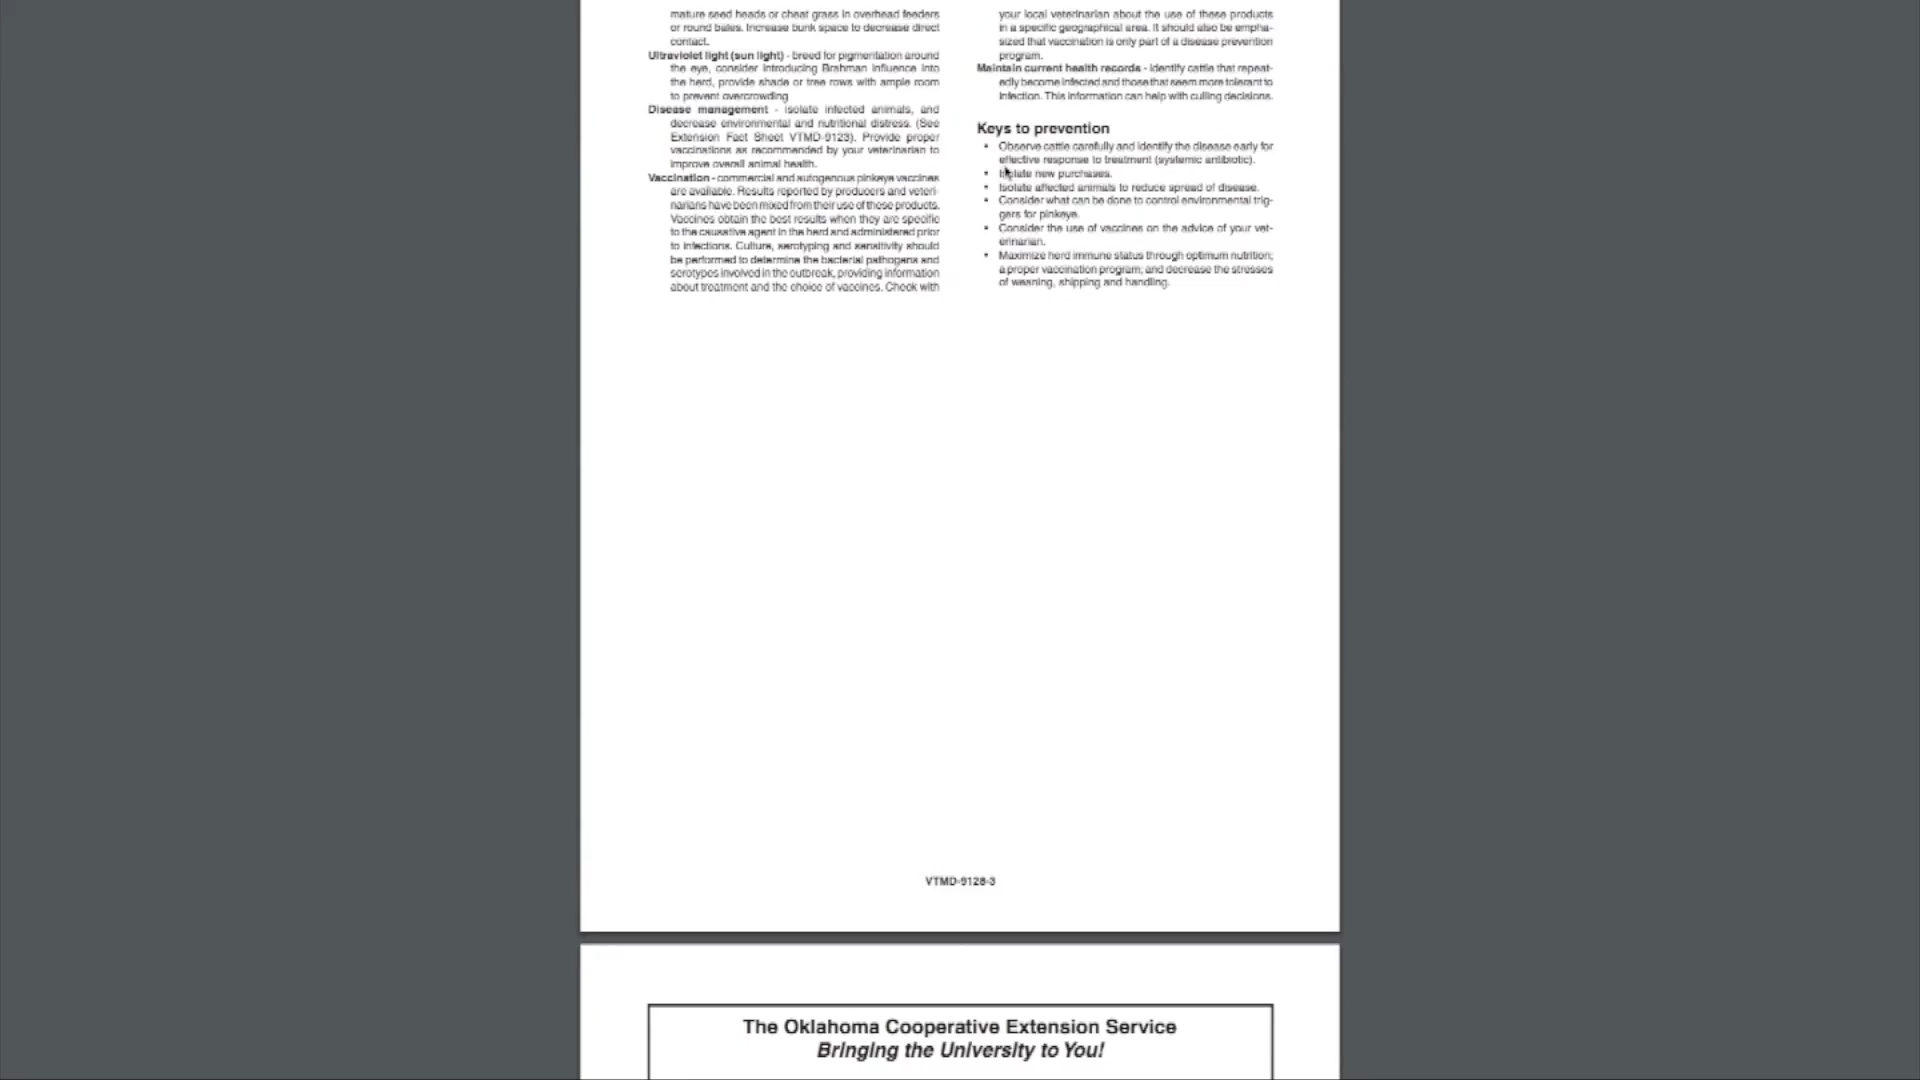 mature seed heads or cheat grass in overhead feeders
or round bales. Increase bunk space to decrease direct
contact.
Ultraviolet light (sun light) - breed for pigmentation around
the eye, consider introducing Brahman influence into
the herd, provide shade or tree rows with ample room
to prevent overcrowding
Disease management - isolate infected animals, and
decrease environmental and nutritional distress. (See
Extension Fact Sheet VTMD-9123). Provide proper
vaccinations as recommended by your veterinarian to
improve overall animal health.
Vaccination - commercial and autogenous pinkeye vaccines
are available. Results reported by producers and veteri-
narians have been mixed from their use of these products.
Vaccines obtain the best results when they are specific
to the causative agent in the herd and administered prior
to infections. Culture, serotyping and sensitivity should
be performed to determine the bacterial pathogens and
serotypes involved in the outbreak, providing information
about treatment and the choice of vaccines. Check with
your local veterinarian about the use of these products
in a specific geographical area. It should also be empha-
sized that vaccination is only part of a disease prevention
program.
Maintain current health records - Identify cattle that repeat-
edly become infected and those that seem more tolerant to
infection. This information can help with culling decisions.
Keys to prevention
• Observe cattle carefully and identify the disease early for
effective response to treatment (systemic antibiotic).
• Isolate new purchases.
• Isolate affected animals to reduce spread of disease.
• Consider what can be done to control environmental trig-
gers for pinkeye.
• Consider the use of vaccines on the advice of your vet-
erinarian.
• Maximize herd immune status through optimum nutrition;
a proper vaccination program; and decrease the stresses
of weaning, shipping and handling.
VTMD-9128-3
The Oklahoma Cooperative Extension Service
Bringing the University to You!